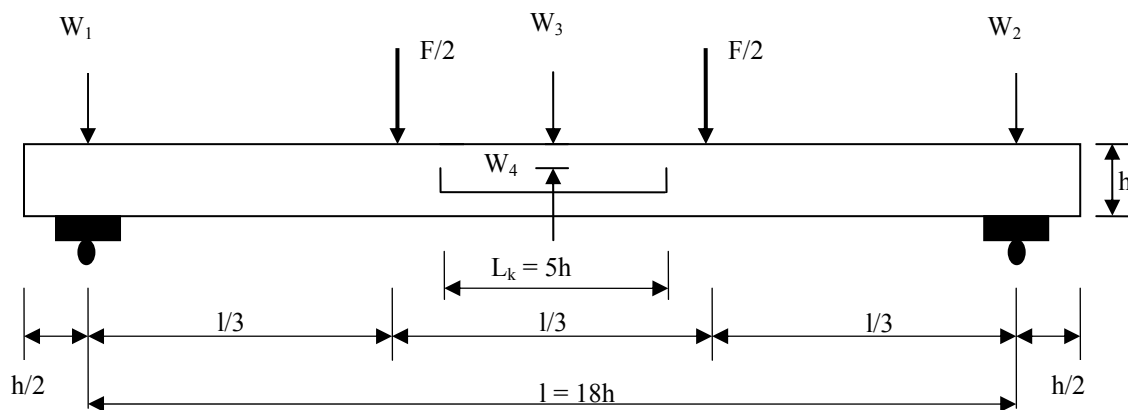 W₁
W₃
W₂
F/2
F/2
W₄
h
Lₖ = 5h
l/3
l/3
l/3
h/2
h/2
l = 18h